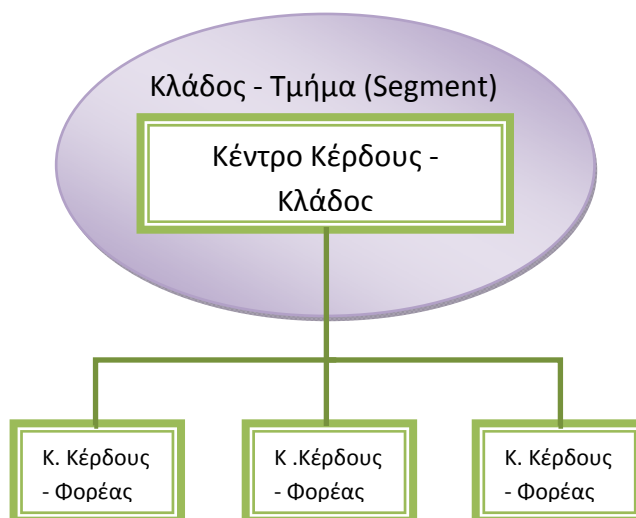 Κλάδος - Τμήμα (Segment)
Κέντρο Κέρδους -
Κλάδος
Κ. Κέρδους
- Φορέας
Κ .Κέρδους
- Φορέας
Κ. Κέρδους
- Φορέας